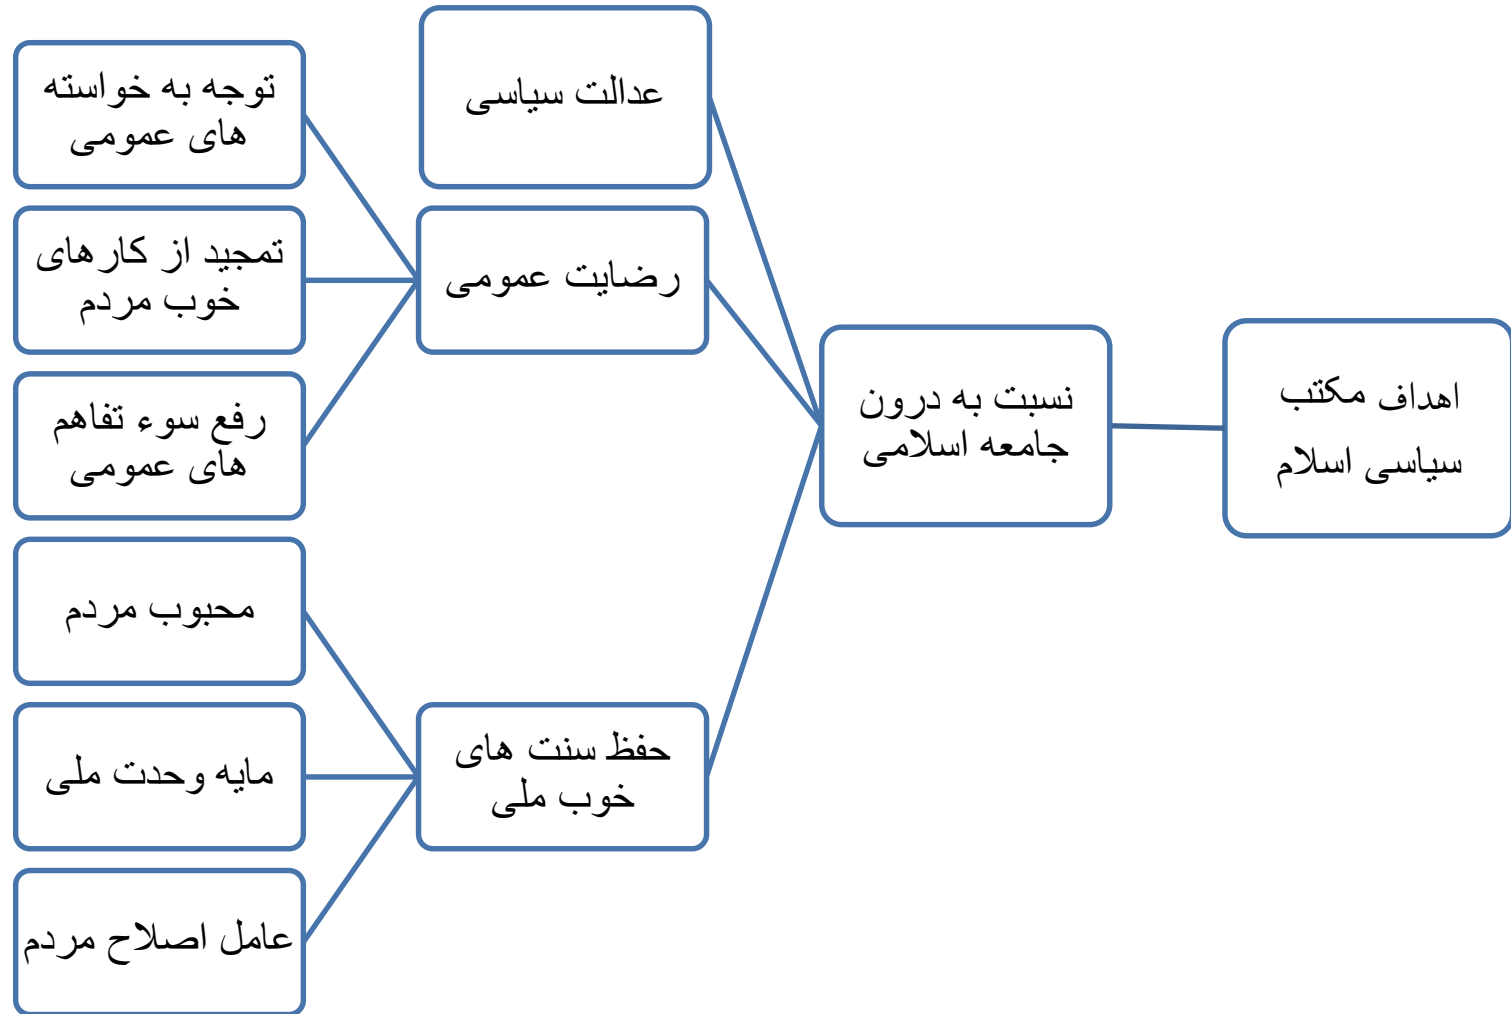 اهداف مکتب
سیاسی اسلام
نسبت به درون
جامعه اسلامی
عدالت سیاسی
رضایت عمومی
توجه به خواسته
های عمومی
تمجید از کارهای
خوب مردم
رفع سوء تفاهم
های عمومی
حفظ سنت های
خوب ملی
محبوب مردم
مایه وحدت ملی
عامل اصلاح مردم